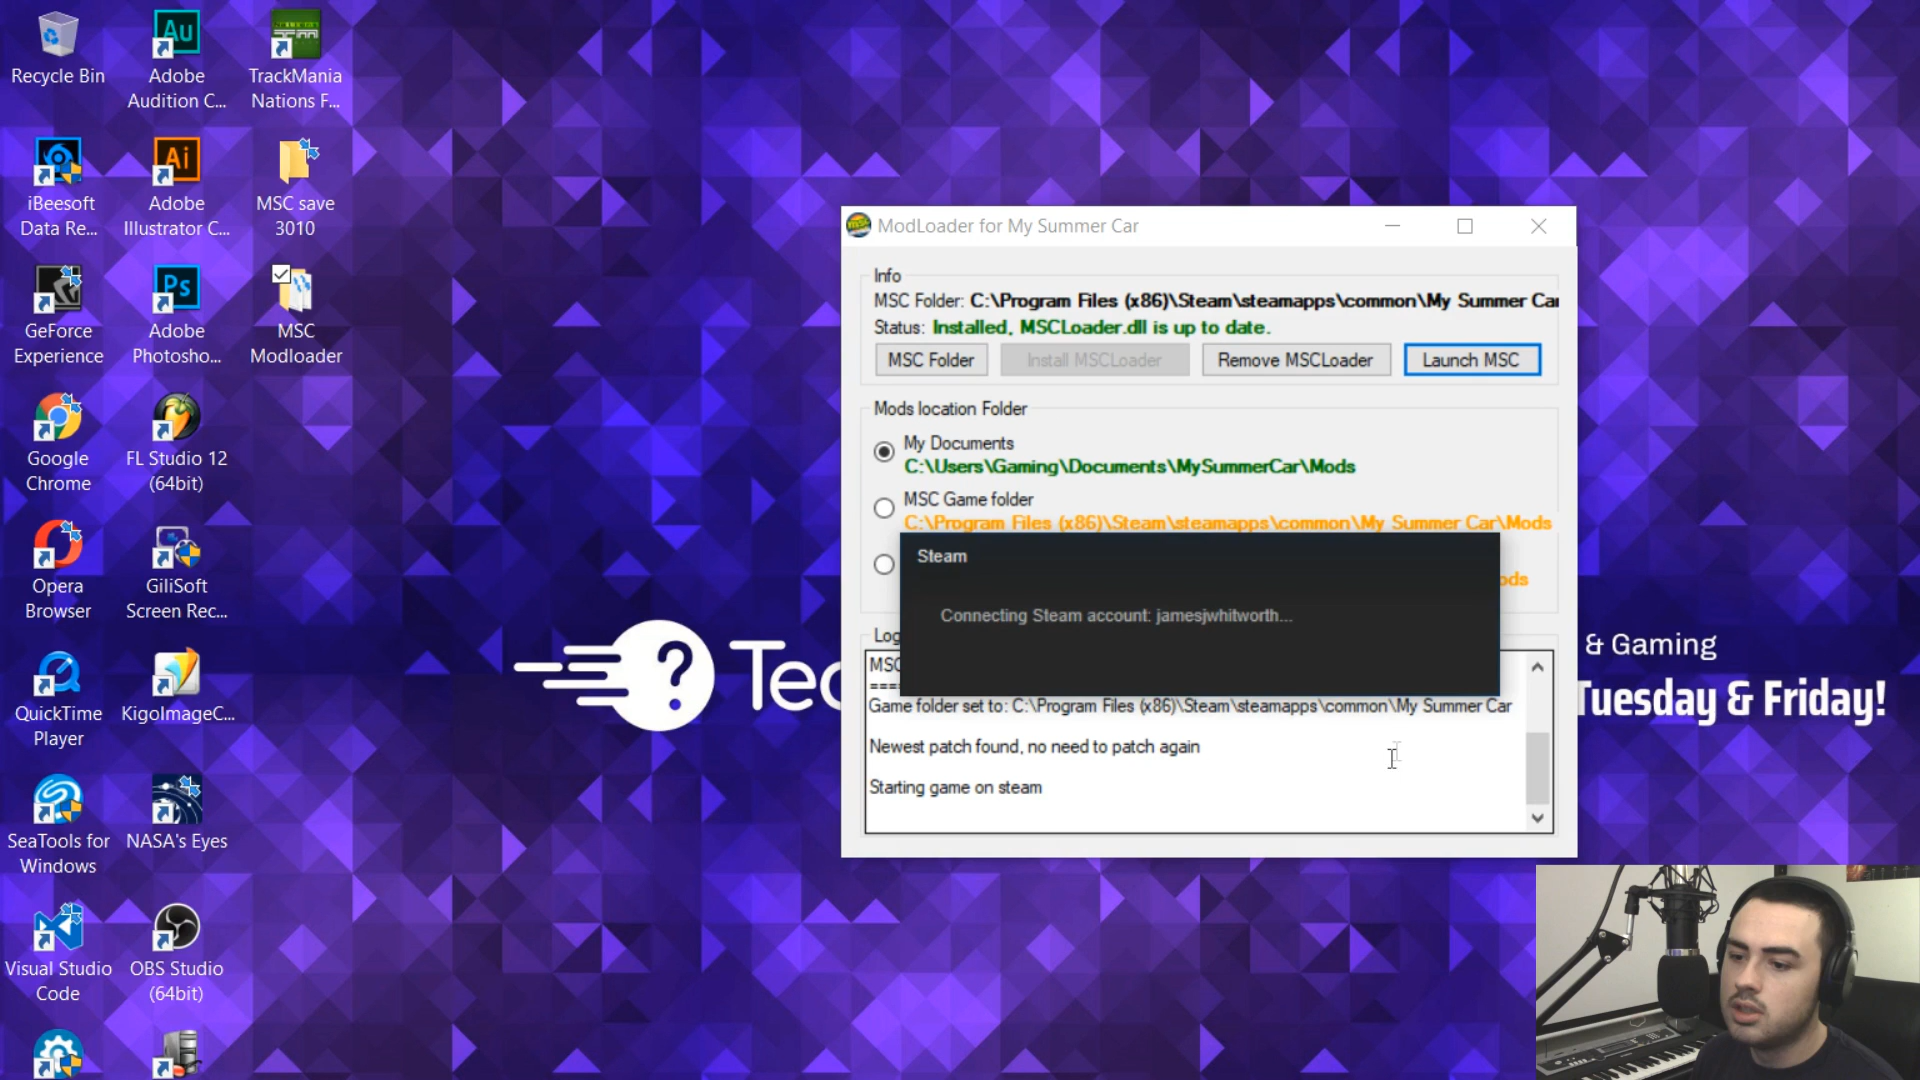 Recycle Bin
Adobe
Audition C...
TrackMania
Nations F...
iBeesoft
Data Re...
Adobe
Illustrator C...
MSC save
3010
GeForce
Experience
Adobe
Photosho...
MSC
Modloader
Google
Chrome
FL Studio 12
(64bit)
Opera
Browser
GiliSoft
Screen Rec...
QuickTime
Player
KigoImageC...
SeaTools for
Windows
NASA's Eyes
Visual Studio
Code
OBS Studio
(64bit)
ModLoader for My Summer Car
Info
MSC Folder: C:\Program Files (x86)\Steam\steamapps\common\My Summer Car
Status: Installed, MSCLoader.dll is up to date.
MSC Folder
Install MSCLoader
Remove MSCLoader
Launch MSC
Mods location Folder
My Documents
C:\Users\Gaming\Documents\MySummerCar\Mods
MSC Game folder
C:\Program Files (x86)\Steam\steamapps\common\My Summer Car\Mods
ods
Steam
Connecting Steam account: jamesjwhitworth...
Log
MSC
====
Game folder set to: C:\Program Files (x86)\Steam\steamapps\common\My Summer Car
Newest patch found, no need to patch again
Starting game on steam
? Tec
& Gaming
Tuesday & Friday!
Au
Ai
Ps